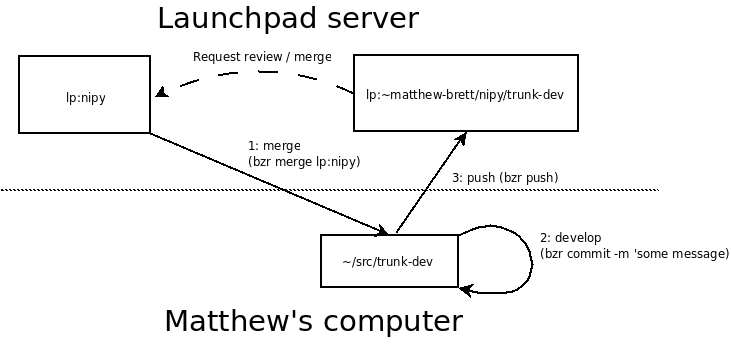 Launchpad server
Request review / merge
lp:nipy
lp:~matthew-brett/nipy/trunk-dev
1: merge
(bzr merge lp:nipy)
3: push (bzr push)
2: develop
(bzr commit -m 'some message)
~/src/trunk-dev
Matthew's computer